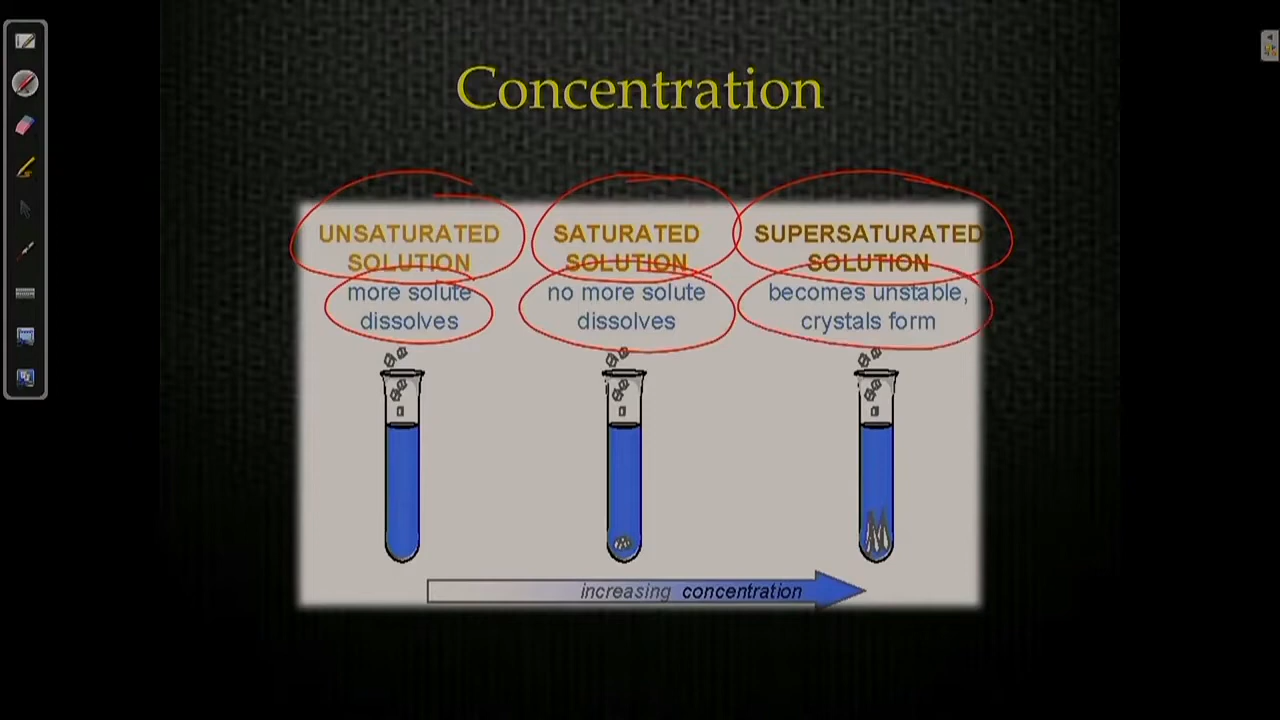 Concentration
UNSATURATED
SOLUTION
more solute
dissolves
SATURATED
SOLUTION
no more solute
dissolves
SUPERSATURATED
SOLUTION
becomes unstable,
crystals form
increasing concentration